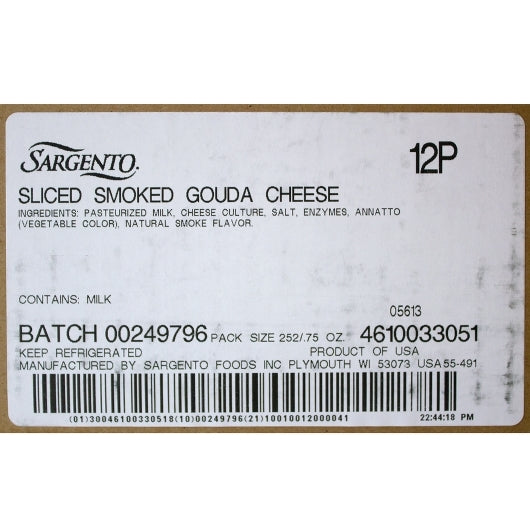 SARGENTO.
12P
SLICED SMOKED GOUDA CHEESE
INGREDIENTS: PASTEURIZED MILK, CHEESE CULTURE, SALT, ENZYMES, ANNATTO
(VEGETABLE COLOR), NATURAL SMOKE FLAVOR.
CONTAINS: MILK
05613
BATCH 00249796 PACK SIZE 252/.75 OZ. 4610033051
KEEP REFRIGERATED PRODUCT OF USA
MANUFACTURED BY SARGENTO FOODS INC PLYMOUTH WI 53073 USA 55-491
(01)30046100330518(10)00249796(21)10010012000041 22:44:18 PM